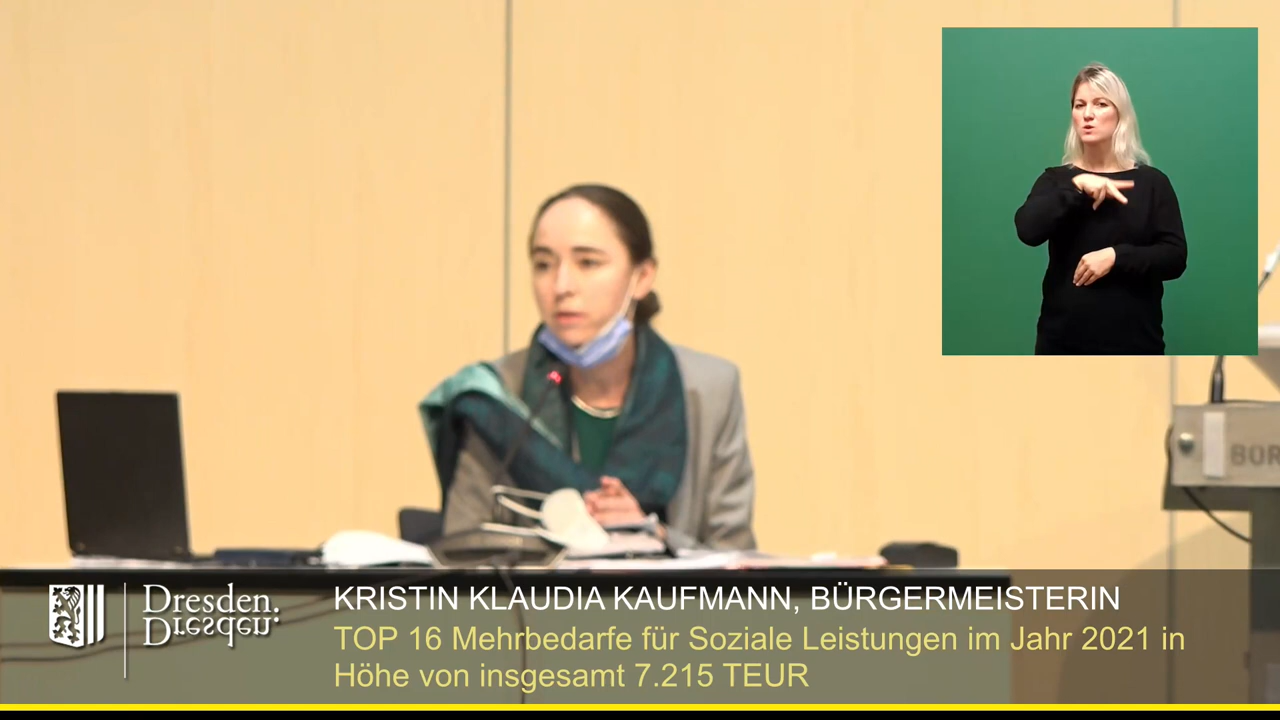 BÜR
Dresden.
Dresden.
KRISTIN KLAUDIA KAUFMANN, BÜRGERMEISTERIN
TOP 16 Mehrbedarfe für Soziale Leistungen im Jahr 2021 in
Höhe von insgesamt 7.215 TEUR